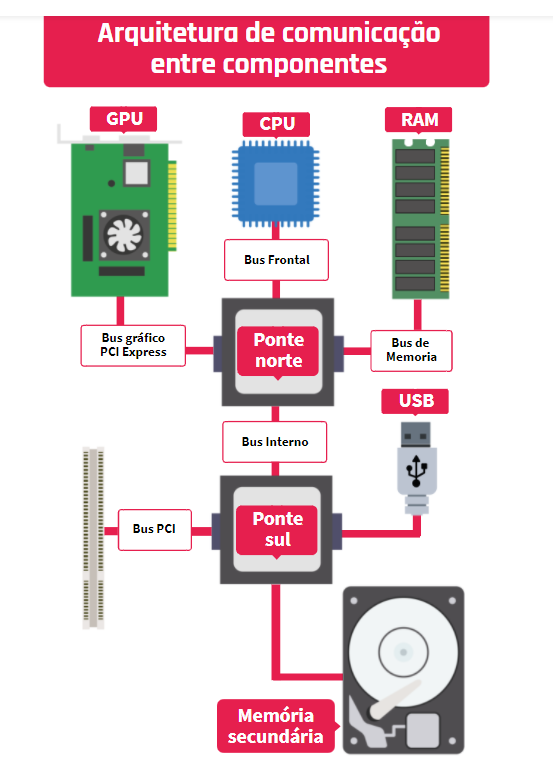 Arquitetura de comunicação
entre componentes
GPU
CPU
RAM
Bus Frontal
Bus gráfico
PCI Express
Ponte
norte
Bus de
Memoria
USB
Bus Interno
Bus PCI
Ponte
sul
Memória
secundária